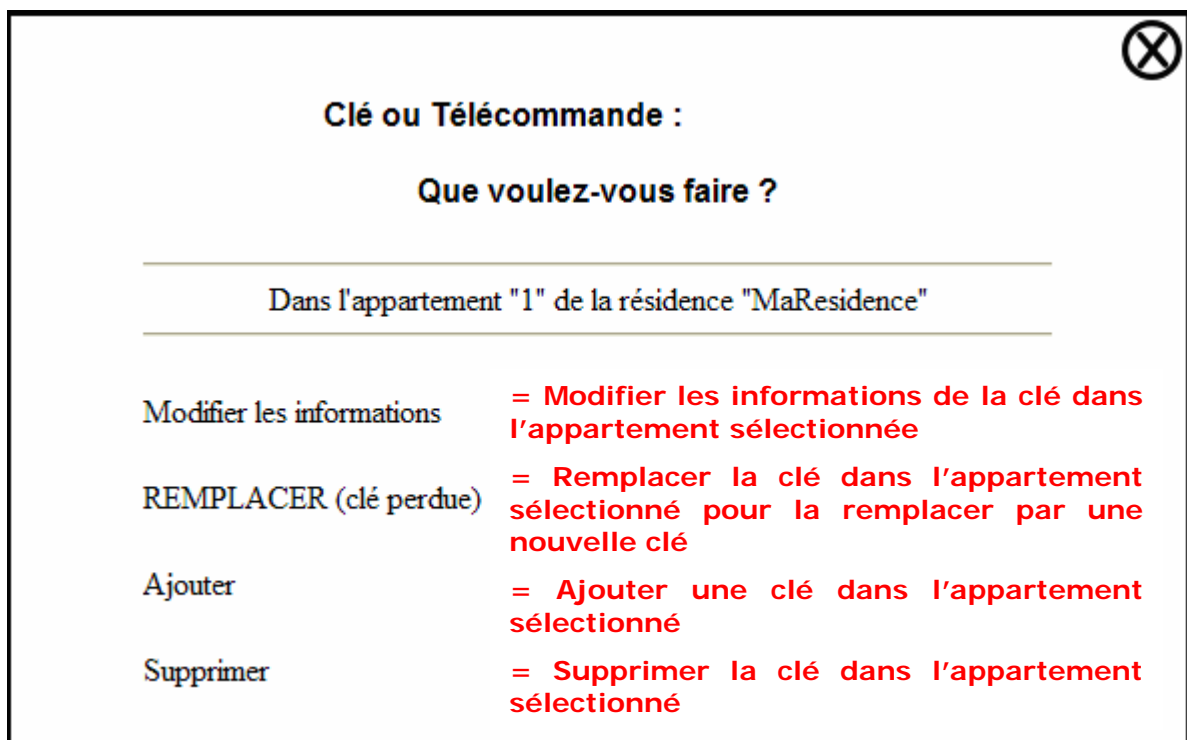 Clé ou Télécommande :
Que voulez-vous faire ?
Dans l'appartement "1" de la résidence "MaResidence"
Modifier les informations
= Modifier les informations de la clé dans
l’appartement sélectionnée
REMPLACER (clé perdue)
= Remplacer la clé dans l’appartement
sélectionné pour la remplacer par une
nouvelle clé
Ajouter
= Ajouter une clé dans l’appartement
sélectionné
Supprimer
= Supprimer la clé dans l’appartement
sélectionné